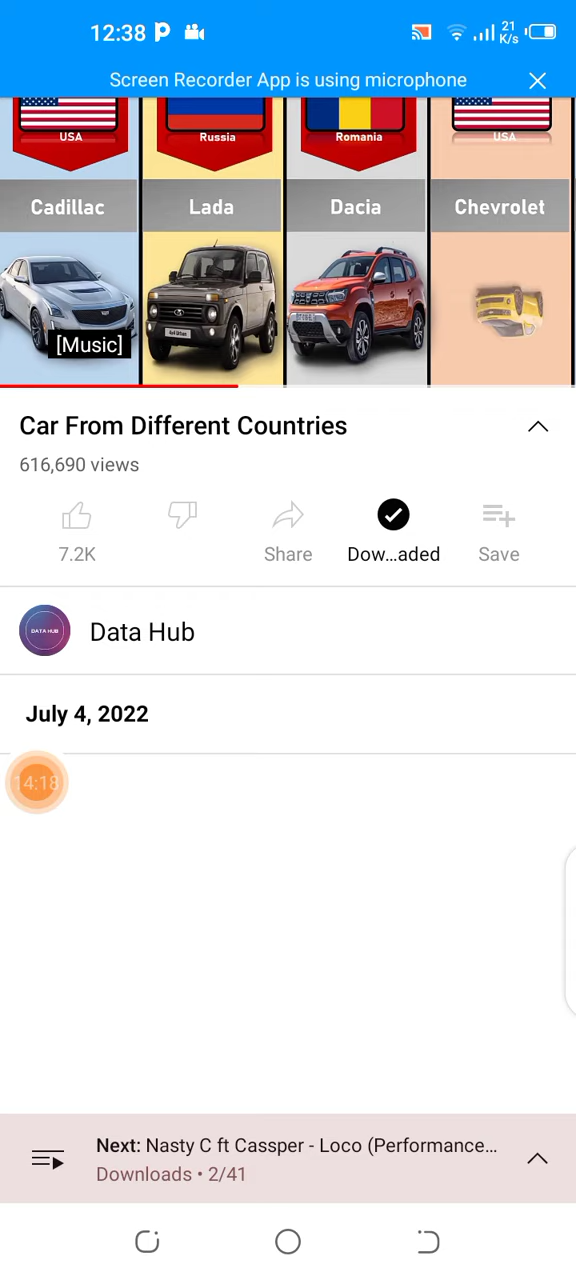 12:38
21
K/s
Screen Recorder App is using microphone
USA
Russia
Romania
USA
Cadillac
Lada
Dacia
Chevrolet
[Music]
Car From Different Countries
616,690 views
7.2K
Share
Dow...aded
Save
DATA HUB
Data Hub
July 4, 2022
14:18
Next: Nasty C ft Cassper - Loco (Performance...
Downloads • 2/41